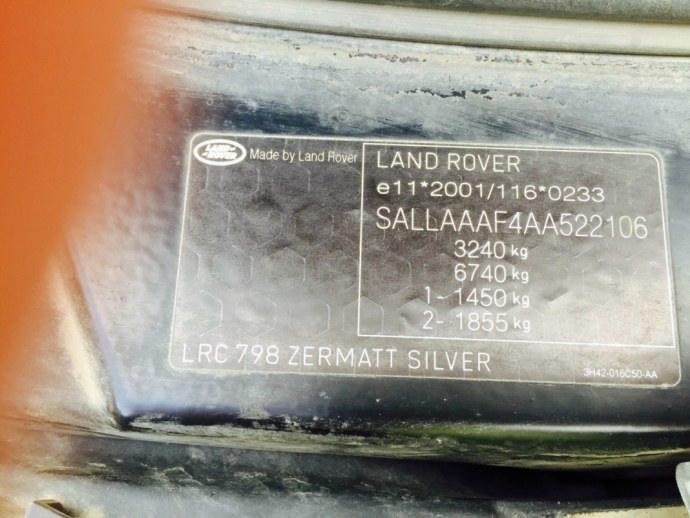 LAND-
-ROVER
Made by Land Rover
LAND ROVER
e11*2001/116*0233
SALLAAAF4AA522106
3240 kg
6740 kg
1- 1450 kg
2- 1855 kg
LRC 798 ZERMATT SILVER
3H42-016C50-AA